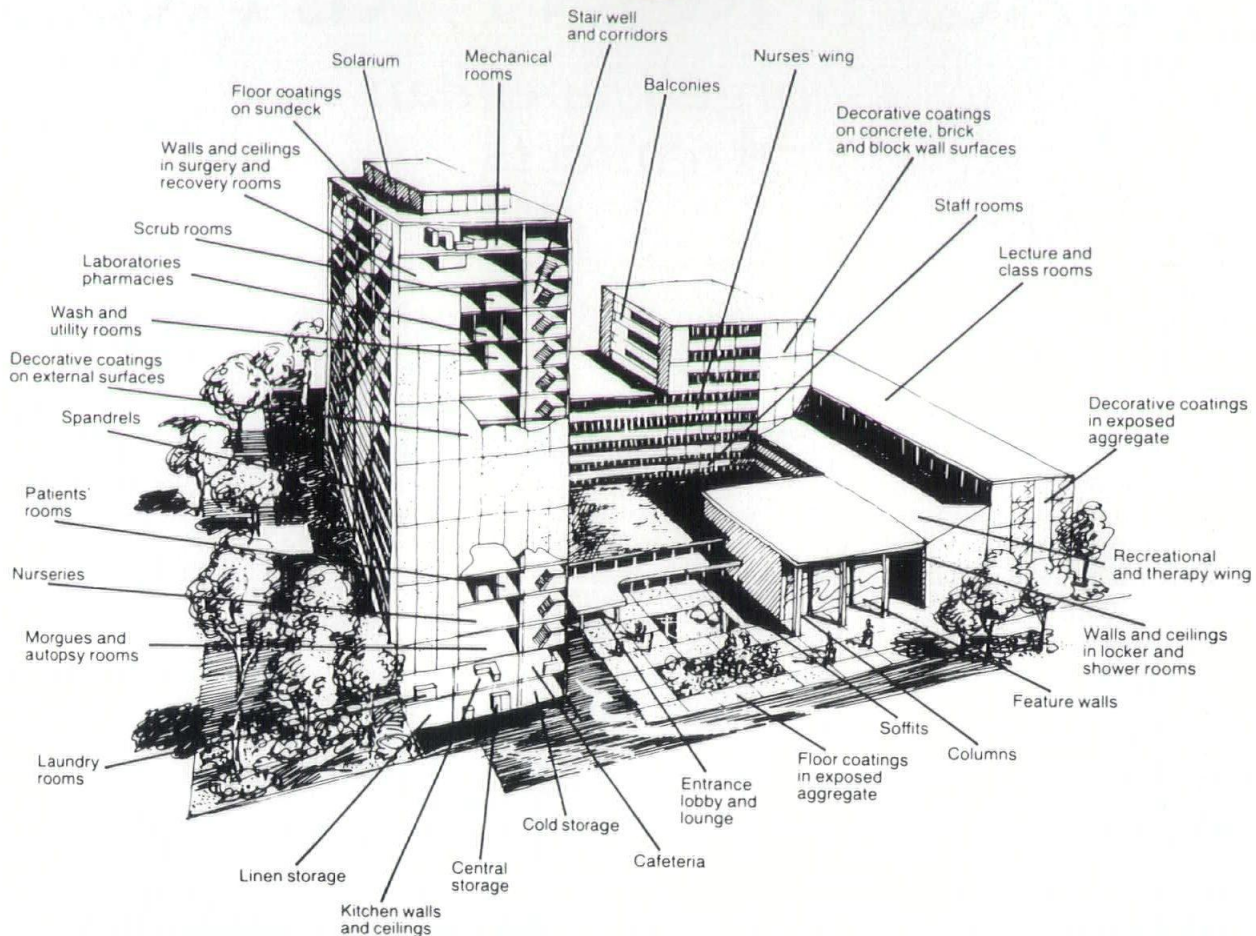 Stair well
and corridors
Solarium
Mechanical
rooms
Nurses' wing
Balconies
Floor coatings
on sundeck
Decorative coatings
on concrete, brick
and block wall surfaces
Walls and ceilings
in surgery and
recovery rooms
Staff rooms
Scrub rooms
Lecture and
class rooms
Laboratories
pharmacies
Wash and
utility rooms
Decorative coatings
on external surfaces
Decorative coatings
in exposed
aggregate
Spandrels
Patients'
rooms
Recreational
and therapy wing
Nurseries
Morgues and
autopsy rooms
Walls and ceilings
in locker and
shower rooms
Feature walls
Soffits
Columns
Laundry
rooms
Floor coatings
in exposed
aggregate
Entrance
lobby and
lounge
Cold storage
Cafeteria
Linen storage
Central
storage
Kitchen walls
and ceilings